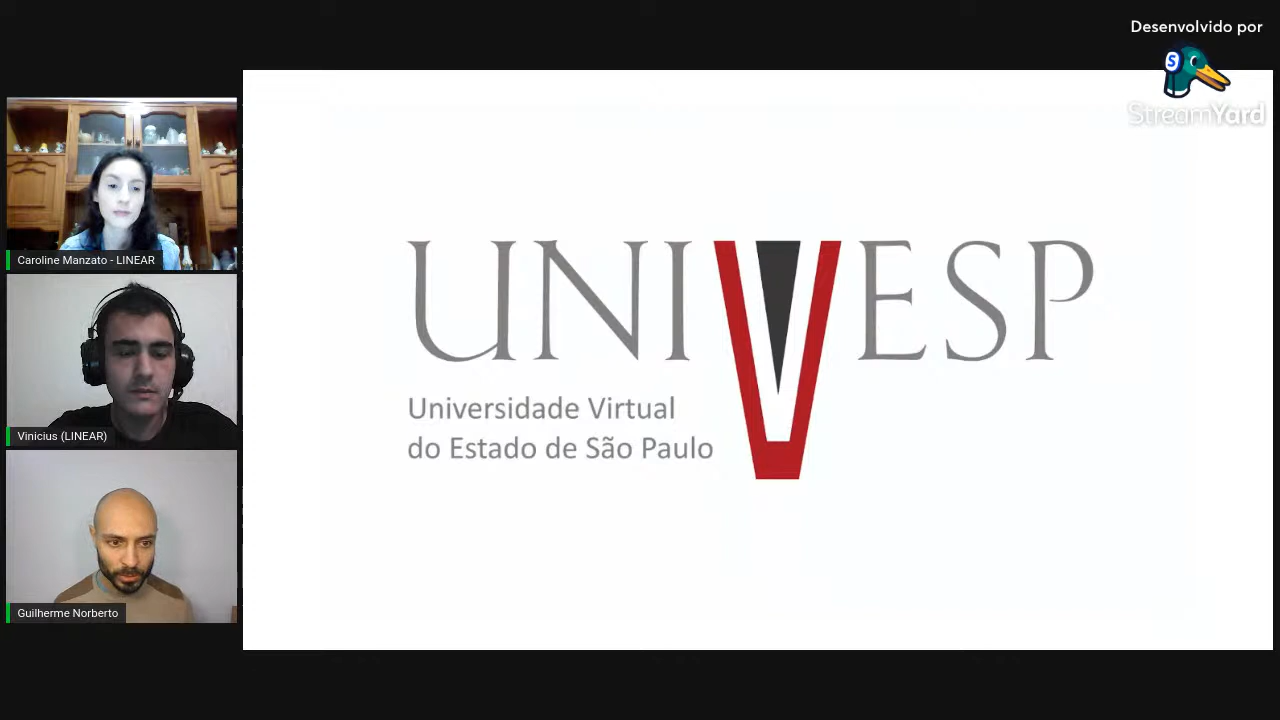 Desenvolvido por
S
StreamYard
Caroline Manzato - LINEAR
Vinicius (LINEAR)
Guilherme Norberto
UNIVESP
Universidade Virtual
do Estado de São Paulo